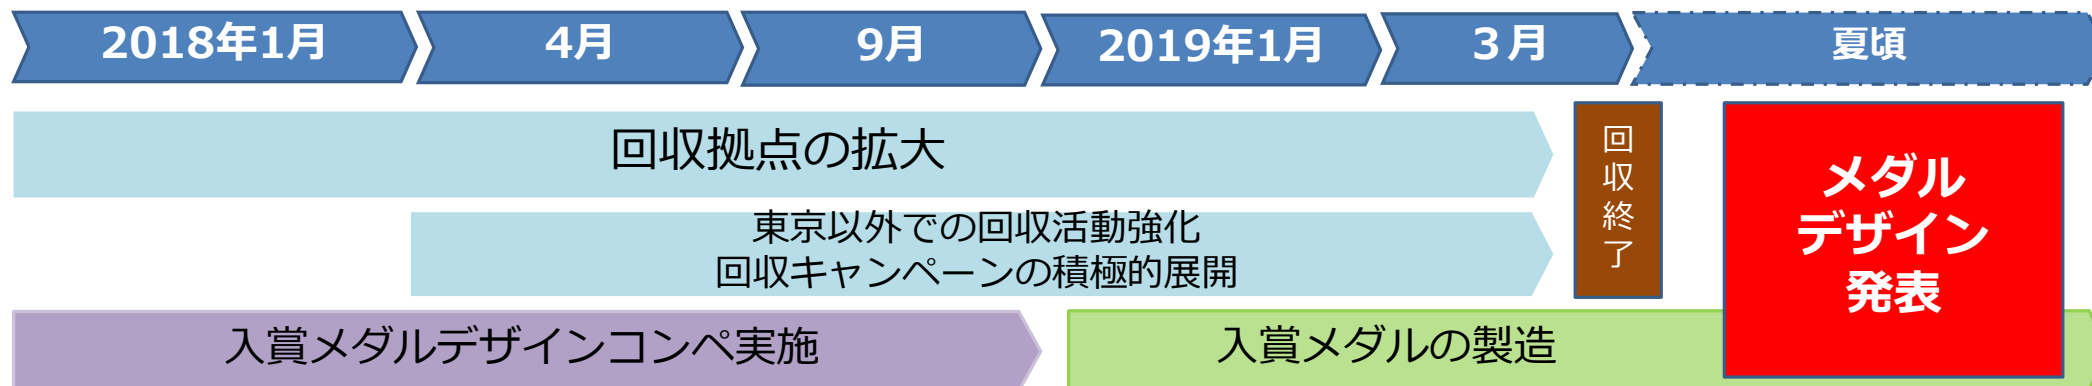 2018年1月
4月
9月
2019年1月
３月
夏頃
回収拠点の拡大
東京以外での回収活動強化
回収キャンペーンの積極的展開
回収終了
メダル
デザイン
発表
入賞メダルデザインコンペ実施
入賞メダルの製造